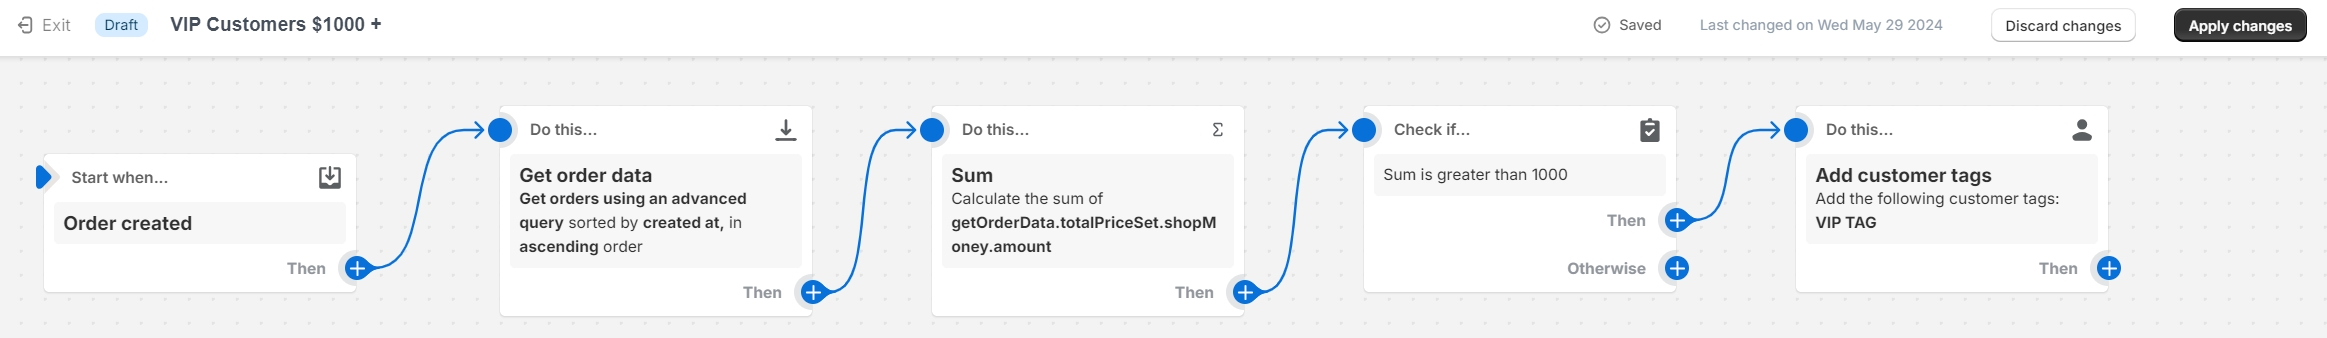 Exit Draft VIP Customers $1000 + Saved Last changed on Wed May 29 2024 Discard changes Apply changes
Start when...
Order created
Then
Do this...
Get order data
Get orders using an advanced
query sorted by created at, in
ascending order
Then
Do this...
Σ
Sum
Calculate the sum of
getOrderData.totalPriceSet.shopM
oney.amount
Then
Check if...
Sum is greater than 1000
Then
Otherwise
Do this...
Add customer tags
Add the following customer tags:
VIP TAG
Then